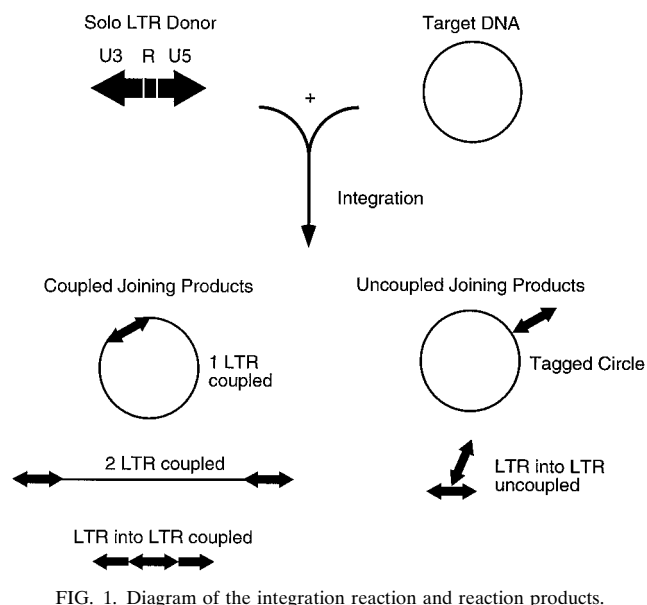 Solo LTR Donor
U3 R U5
Target DNA
+
Integration
Coupled Joining Products
1 LTR
coupled
2 LTR coupled
LTR into LTR coupled
Uncoupled Joining Products
Tagged Circle
LTR into LTR
uncoupled
FIG. 1. Diagram of the integration reaction and reaction products.